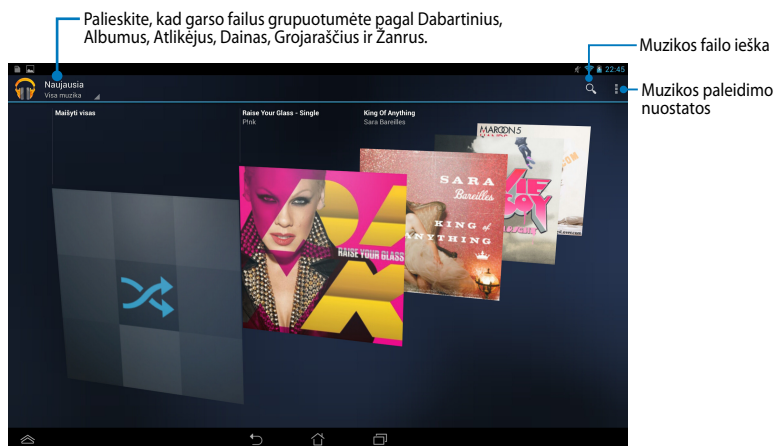 Palieskite, kad garso failus grupuotumėte pagal Dabartinius,
Albumus, Atlikėjus, Dainas, Grojaraščius ir Žanrus.
Muzikos failo ieška
Muzikos paleidimo
nuostatos
22:45
Naujausia
Visa muzika
Maišyti visas
Raise Your Glass - Single
P!nk
King Of Anything
Sara Bareilles
MAROON 5
SARA
Bareilles
KING of
ANYTHING
RAISE YOUR GLASS